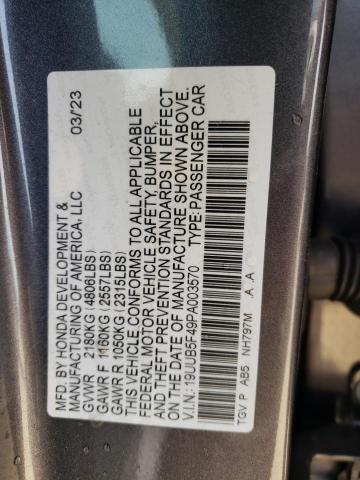 MFD. BY HONDA DEVELOPMENT &
MANUFACTURING OF AMERICA, LLC 03/23
GVWR 2180KG (4806LBS)
GAWR F 1160KG (2557LBS)
GAWR R 1050KG (2315LBS)
THIS VEHICLE CONFORMS TO ALL APPLICABLE
FEDERAL MOTOR VEHICLE SAFETY, BUMPER,
AND THEFT PREVENTION STANDARDS IN EFFECT
ON THE DATE OF MANUFACTURE SHOWN ABOVE.
V.I.N.:19UUB5F49PA003570 TYPE:PASSENGER CAR
TGV P AB5 NH797M A A